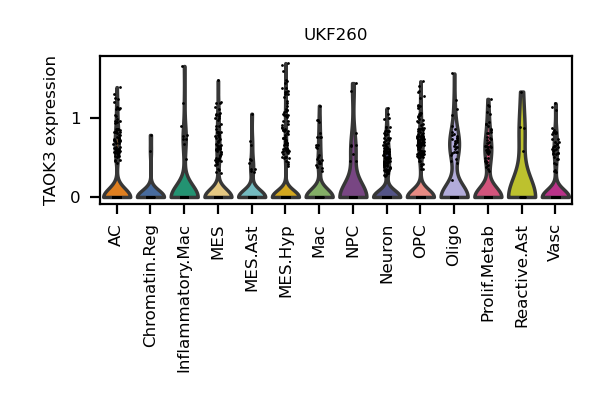 UKF260
TAOK3 expression
1
0
AC
Chromatin.Reg
Inflammatory.Mac
MES
MES.Ast
MES.Hyp
Mac
NPC
Neuron
OPC
Oligo
Prolif.Metab
Reactive.Ast
Vasc